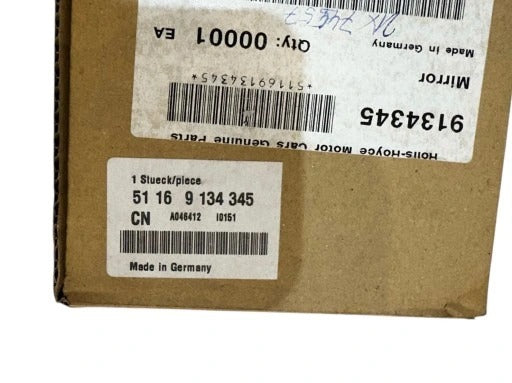 Rolls-Royce Motor Cars Genuine Parts
9134345
*51169134345*
Mirror
Qty: 00001 EA
Made in Germany
1 Stueck/piece
51 16 9 134 345
CN A046412 I0151
Made in Germany